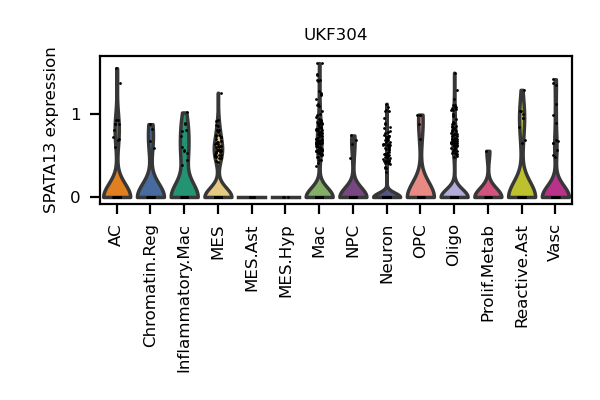 UKF304
SPATA13 expression
1
0
AC
Chromatin.Reg
Inflammatory.Mac
MES
MES.Ast
MES.Hyp
Mac
NPC
Neuron
OPC
Oligo
Prolif.Metab
Reactive.Ast
Vasc